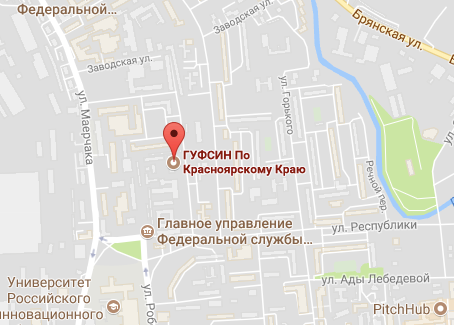 Федеральной...
Заводская ул.
Заводская ул.
Брянская ул.
ул. Маерчака
ул. Горького
ГУФСИН По
Красноярскому Краю
Речной пер.
Главное управление
Федеральной службы...
ул. Республики
ул. Ады Лебедевой
Университет
Российского
инновационного
ул. Роб
PitchHub